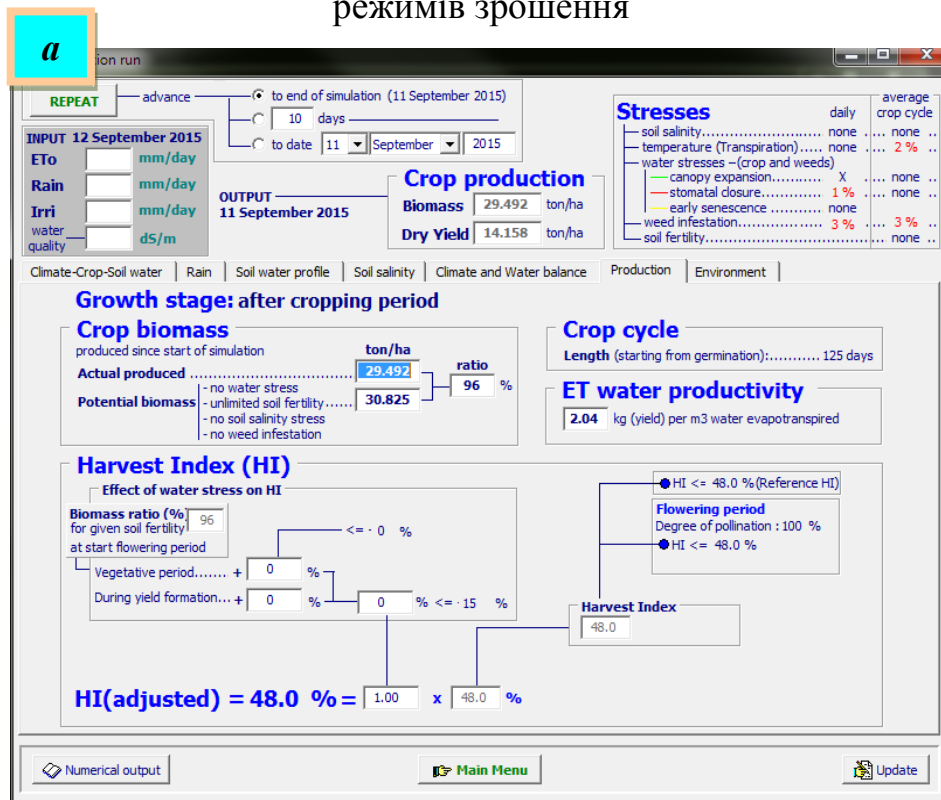 режимів зрошення
a
tion run
REPEAT advance to end of simulation (11 September 2015)
10 days
to date 11 September 2015
INPUT 12 September 2015
ETo mm/day
Rain mm/day
Irri mm/day
water quality dS/m
OUTPUT
11 September 2015
Crop production
Biomass 29.492 ton/ha
Dry Yield 14.158 ton/ha
Stresses daily average crop cycle
soil salinity........................ none .... none ..
temperature (Transpiration)..... none .... 2 % ..
water stresses -(crop and weeds)
canopy expansion............ X .... none ..
stomatal closure............. 1 % .... none ..
early senescence ........... none
weed infestation................... 3 % .... 3 % ..
soil fertility........................................ none ..
Climate-Crop-Soil water Rain Soil water profile Soil salinity Climate and Water balance Production Environment
Growth stage: after cropping period
Crop biomass
produced since start of simulation ton/ha
Actual produced ........................... 29.492 ratio
96 %
Potential biomass - no water stress
- unlimited soil fertility...... 30.825
- no soil salinity stress
- no weed infestation
Crop cycle
Length (starting from germination):........... 125 days
ET water productivity
2.04 kg (yield) per m3 water evapotranspired
Harvest Index (HI)
Effect of water stress on HI
Biomass ratio (%)
for given soil fertility 96
at start flowering period
<= · 0 %
Vegetative period....... + 0 %
During yield formation... + 0 % 0 % <= · 15 %
HI <= 48.0 %(Reference HI)
Flowering period
Degree of pollination : 100 %
HI <= 48.0 %
Harvest Index
48.0
HI(adjusted) = 48.0 % = 1.00 x 48.0 %
Numerical output Main Menu Update